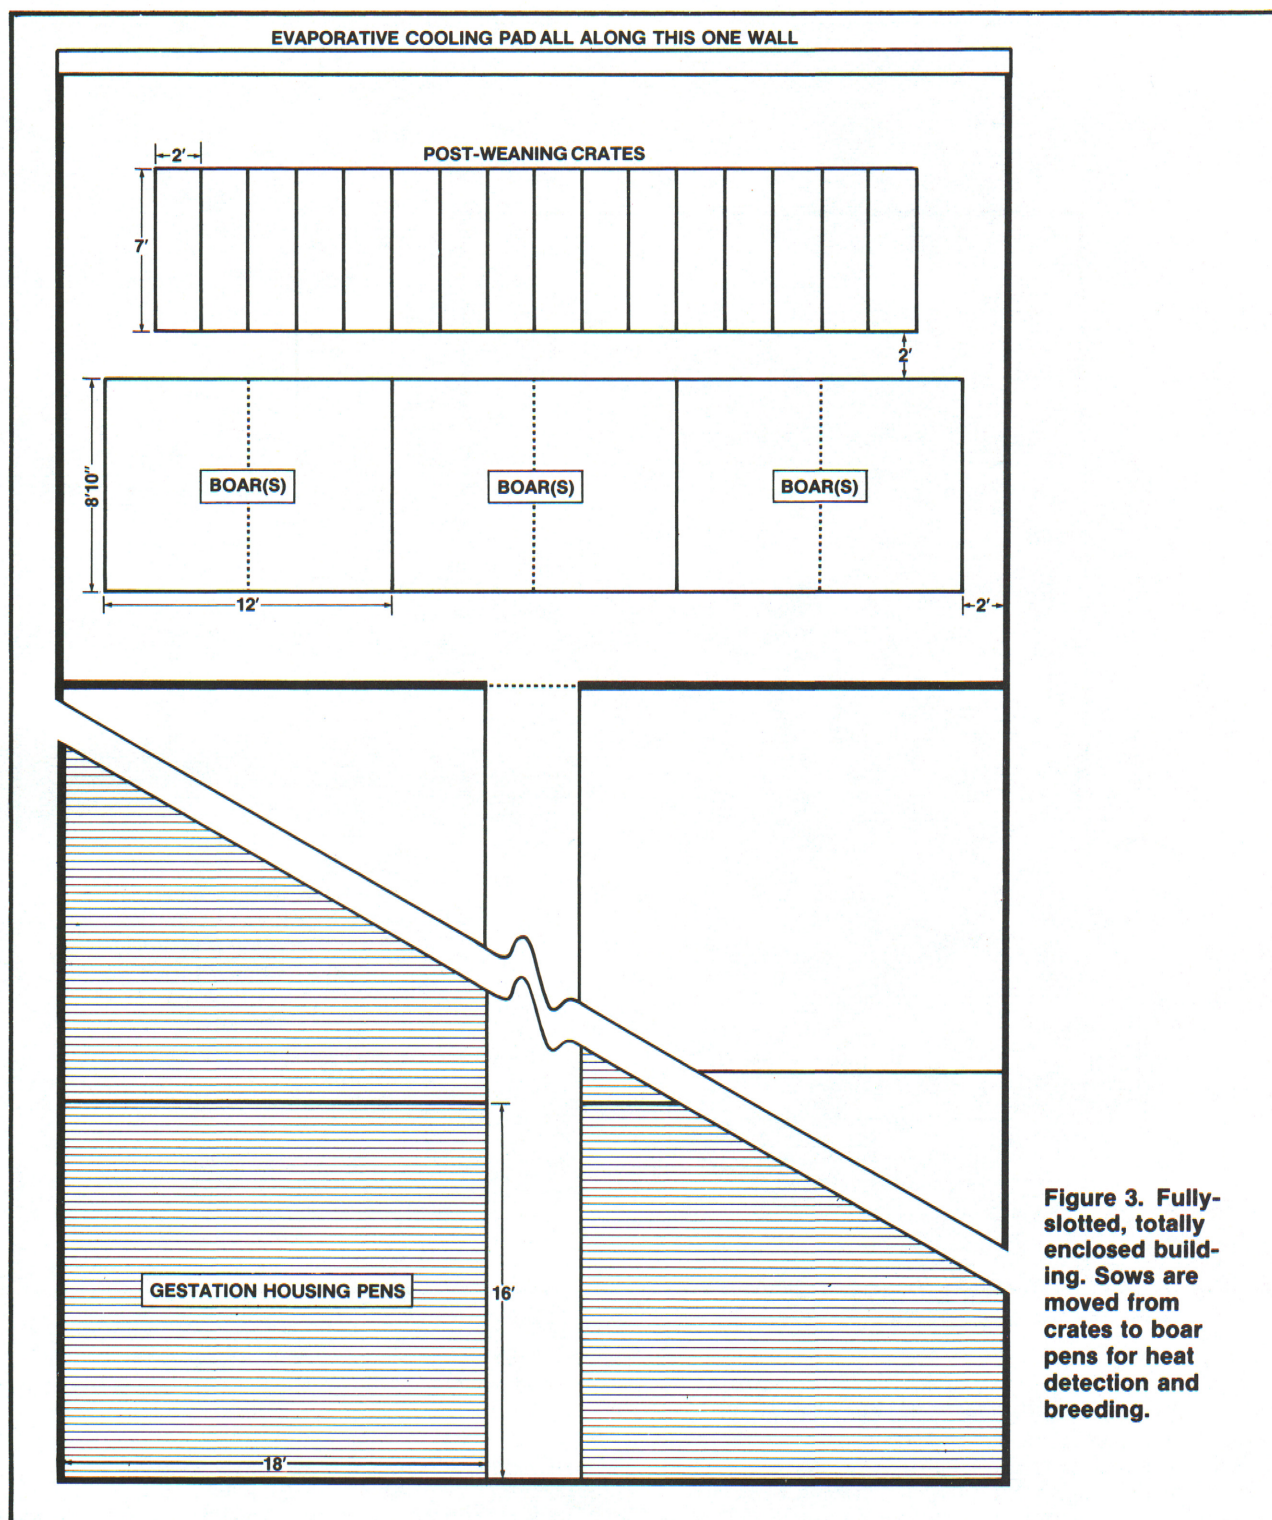 EVAPORATIVE COOLING PAD ALL ALONG THIS ONE WALL
2'
POST-WEANING CRATES
7'
2'
8'10"
BOAR(S)
BOAR(S)
BOAR(S)
12'
2'
GESTATION HOUSING PENS
16'
18'
Figure 3. Fully-
slotted, totally
enclosed build-
ing. Sows are
moved from
crates to boar
pens for heat
detection and
breeding.